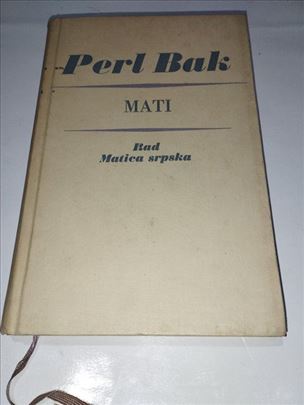 Perl Bak
MATI
Rad
Matica srpska